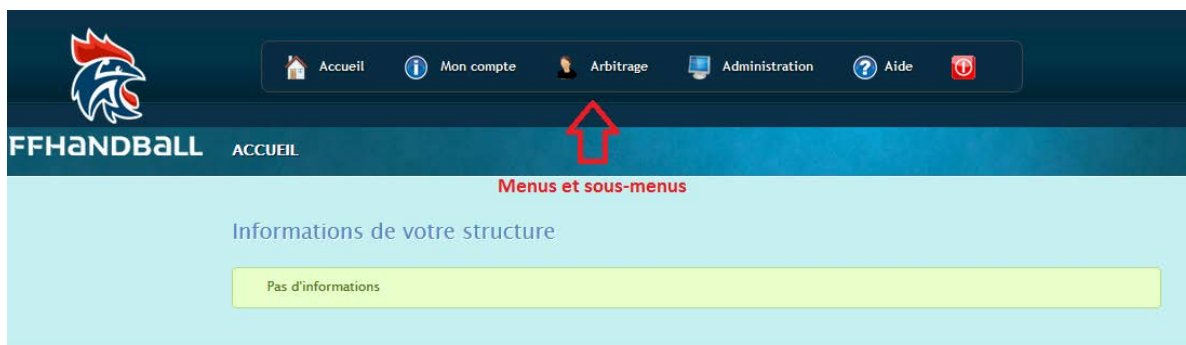 Accueil Mon compte Arbitrage Administration Aide
FFHANDBALL
ACCUEIL
Menus et sous-menus
Informations de votre structure
Pas d'informations